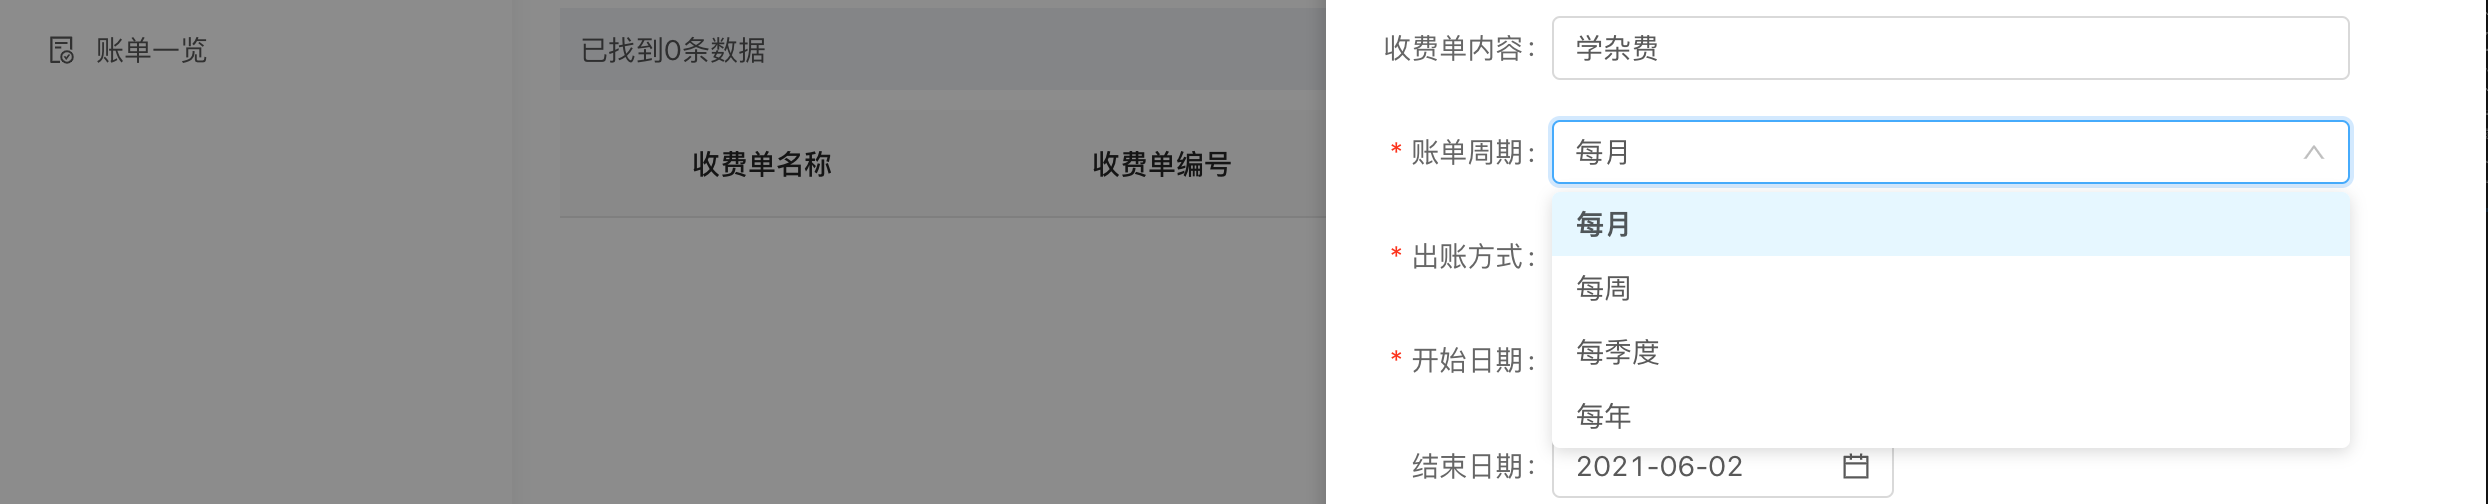 账单一览
已找到0条数据
收费单名称
收费单编号
收费单内容：
学杂费
* 账单周期：
每月
每月
每周
每季度
每年
* 出账方式：
* 开始日期：
结束日期：
2021-06-02